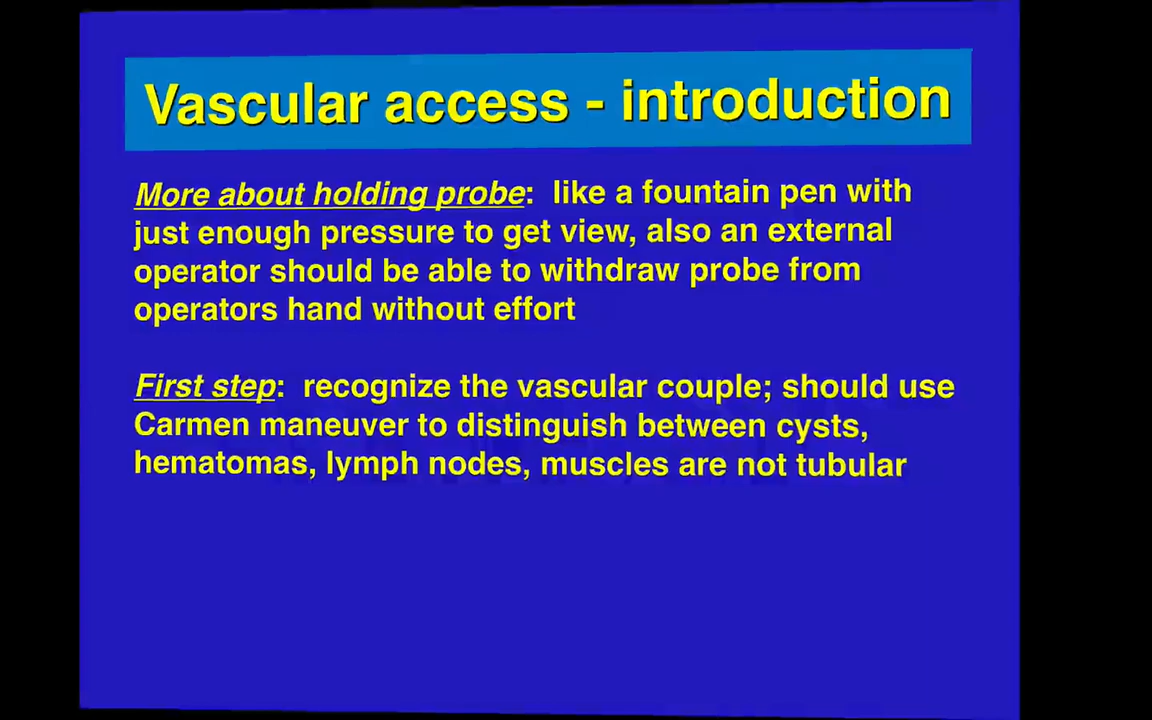 Vascular access - introduction
More about holding probe: like a fountain pen with
just enough pressure to get view, also an external
operator should be able to withdraw probe from
operators hand without effort
First step: recognize the vascular couple; should use
Carmen maneuver to distinguish between cysts,
hematomas, lymph nodes, muscles are not tubular